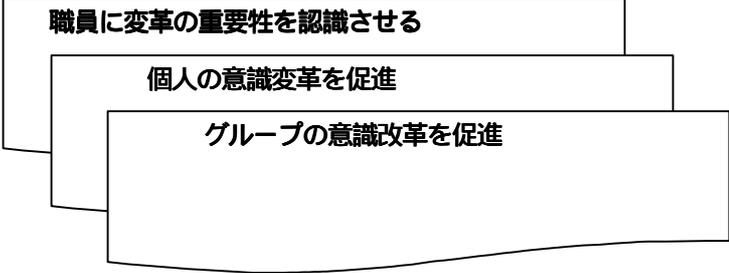 職員に変革の重要牲を認識させる
個人の意識変革を促進
グループの意識改革を促進